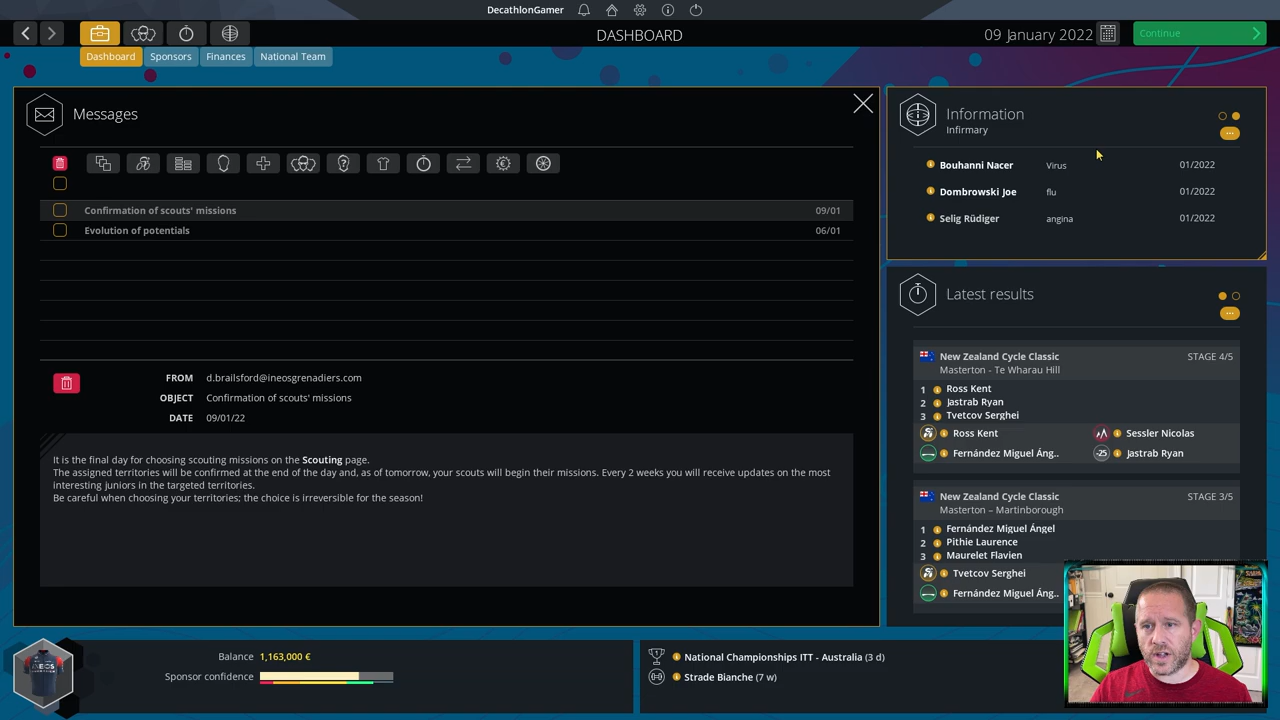 DecathlonGamer
DASHBOARD
09 January 2022
Continue
Dashboard
Sponsors
Finances
National Team
Messages
Confirmation of scouts' missions 09/01
Evolution of potentials 06/01
FROM d.brailsford@ineosgrenadiers.com
OBJECT Confirmation of scouts' missions
DATE 09/01/22
It is the final day for choosing scouting missions on the Scouting page.
The assigned territories will be confirmed at the end of the day and, as of tomorrow, your scouts will begin their missions. Every 2 weeks you will receive updates on the most
interesting juniors in the targeted territories.
Be careful when choosing your territories; the choice is irreversible for the season!
Information
Infirmary
Bouhanni Nacer Virus 01/2022
Dombrowski Joe flu 01/2022
Selig Rüdiger angina 01/2022
Latest results
New Zealand Cycle Classic STAGE 4/5
Masterton - Te Wharau Hill
1 Ross Kent
2 Jastrab Ryan
3 Tvetcov Serghei
Ross Kent Sessler Nicolas
Fernández Miguel Áng.. -25 Jastrab Ryan
New Zealand Cycle Classic STAGE 3/5
Masterton – Martinborough
1 Fernández Miguel Ángel
2 Pithie Laurence
3 Maurelet Flavien
Tvetcov Serghei
Fernández Miguel Áng..
INEOS
Balance 1,163,000 €
Sponsor confidence
National Championships ITT - Australia (3 d)
Strade Bianche (7 w)